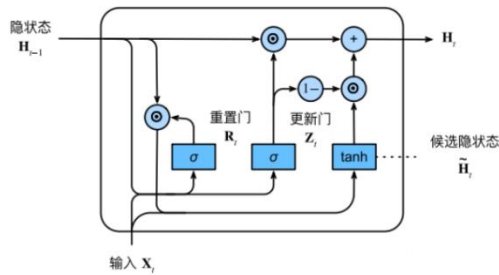 隐状态
H_{t−1}
⊙
+
H_t
1−
⊙
⊙
重置门
R_t
更新门
Z_t
σ
σ
tanh
候选隐状态
H̃_t
输入 X_t